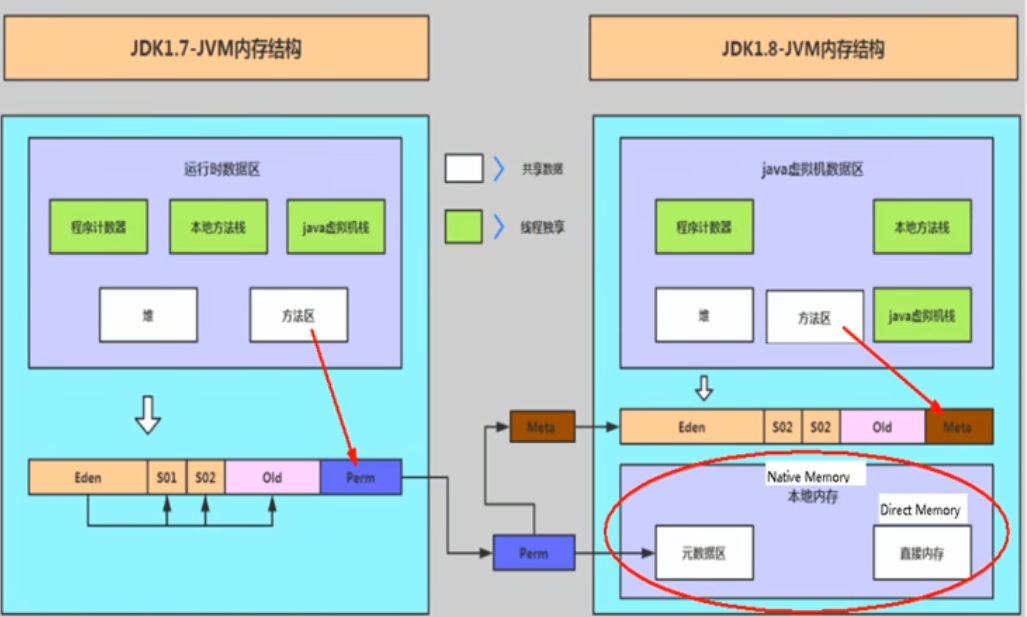 JDK1.7-JVM内存结构
JDK1.8-JVM内存结构
运行时数据区
程序计数器
本地方法栈
java虚拟机栈
堆
方法区
共享数据
线程独享
java虚拟机数据区
程序计数器
本地方法栈
堆
方法区
java虚拟机栈
Eden
S01
S02
Old
Perm
Meta
Perm
Eden
S02
S02
Old
Meta
Native Memory
本地内存
Direct Memory
元数据区
直接内存